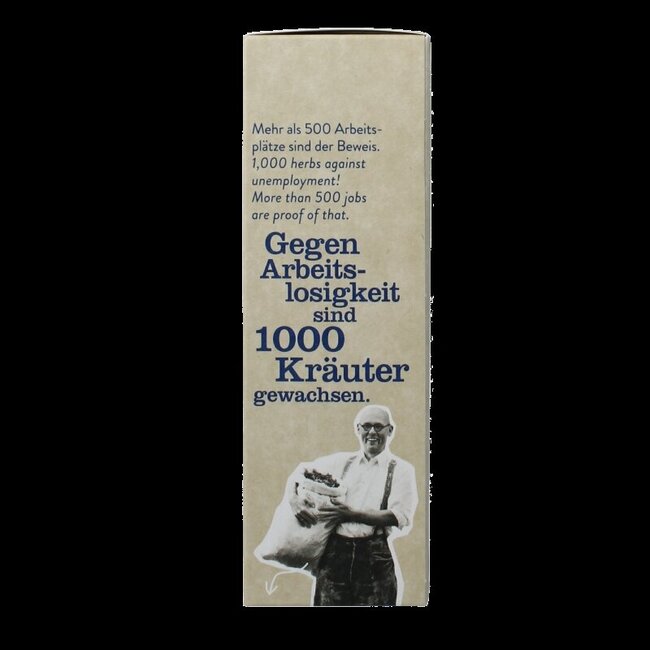 Mehr als 500 Arbeits-
plätze sind der Beweis.
1,000 herbs against
unemployment!
More than 500 jobs
are proof of that.
Gegen
Arbeits-
losigkeit
sind
1000
Kräuter
gewachsen.